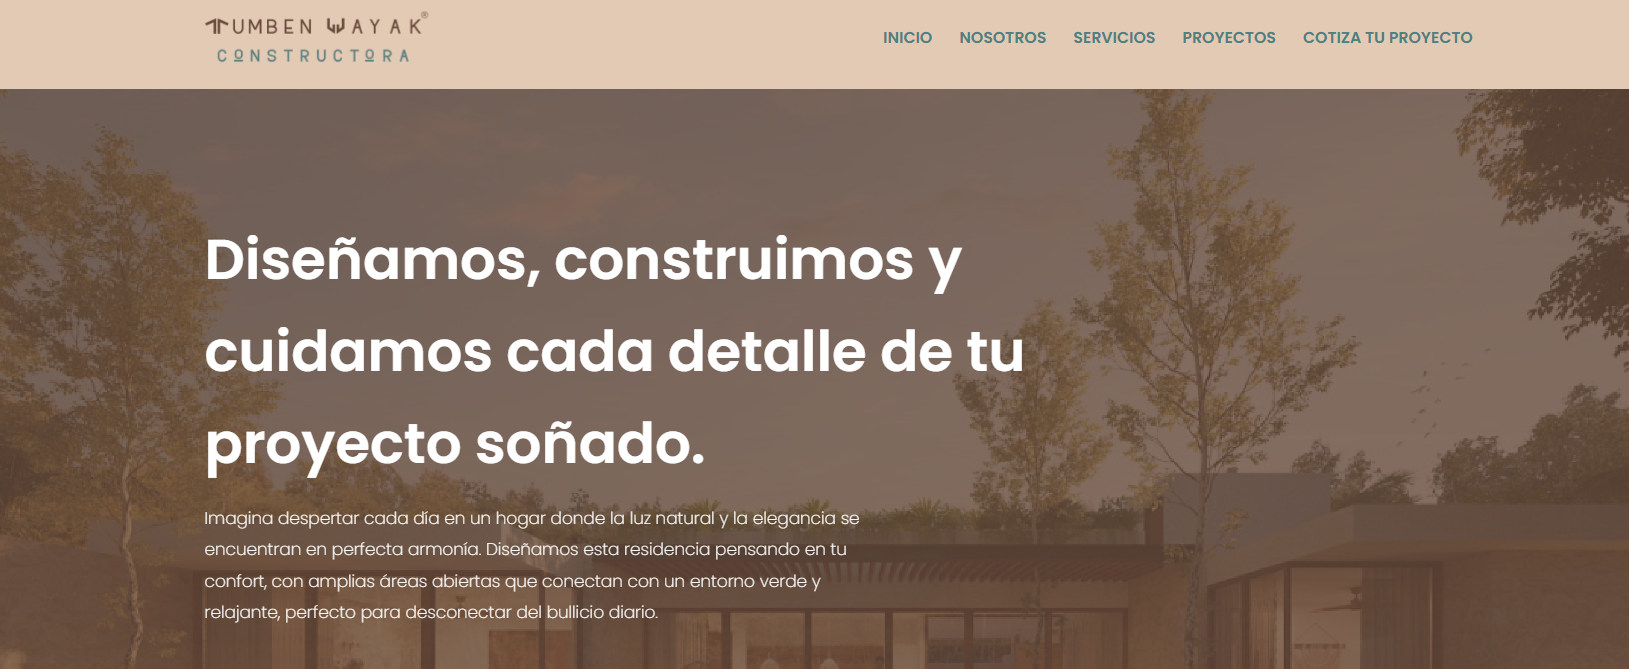 TUMBEN WAYAK®
CONSTRUCTORA
INICIO NOSOTROS SERVICIOS PROYECTOS COTIZA TU PROYECTO
Diseñamos, construimos y
cuidamos cada detalle de tu
proyecto soñado.
Imagina despertar cada día en un hogar donde la luz natural y la elegancia se
encuentran en perfecta armonía. Diseñamos esta residencia pensando en tu
confort, con amplias áreas abiertas que conectan con un entorno verde y
relajante, perfecto para desconectar del bullicio diario.